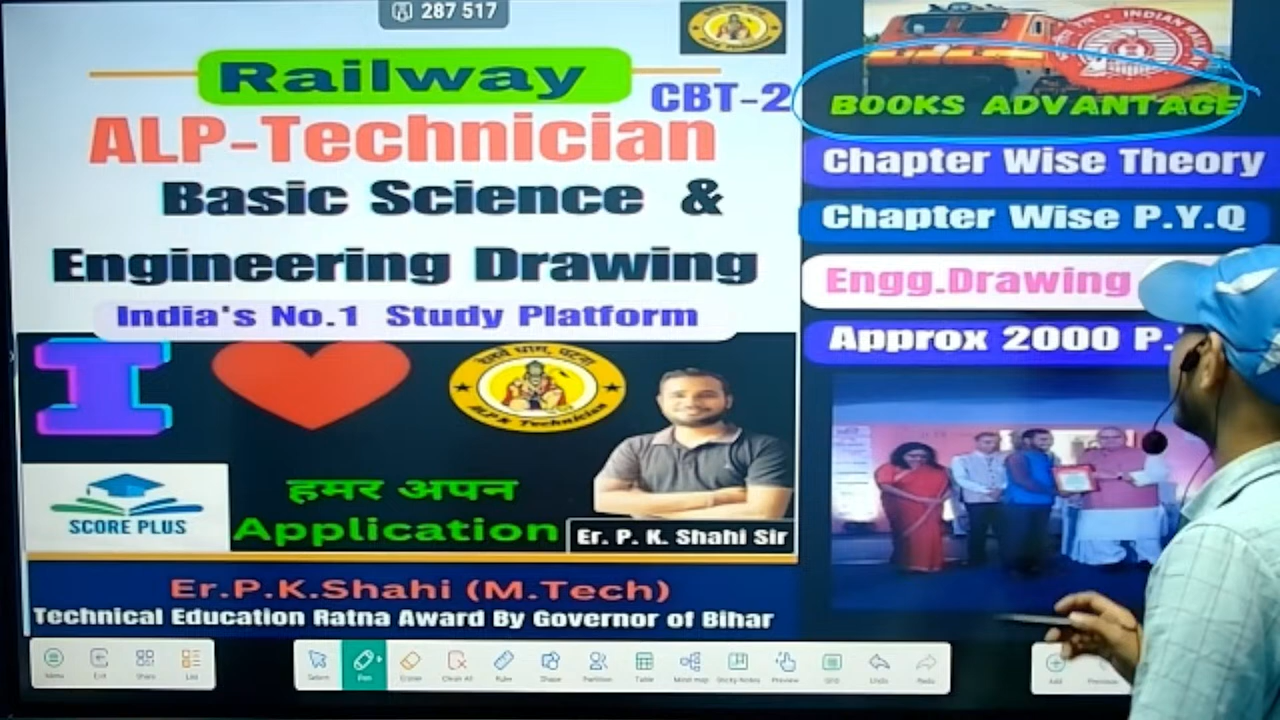 287 517
Railway
CBT-2
ALP-Technician
Basic Science &
Engineering Drawing
India's No.1 Study Platform
I
रेलवे धाम, पटना
ALP & Technician
SCORE PLUS
हमर अपन
Application
Er. P. K. Shahi Sir
Er.P.K.Shahi (M.Tech)
Technical Education Ratna Award By Governor of Bihar
BOOKS ADVANTAGE
Chapter Wise Theory
Chapter Wise P.Y.Q
Engg.Drawing
Approx 2000 P.
Menu
Exit
Share
List
Select
Pen
Eraser
Clean All
Ruler
Shape
Partition
Table
Mind map
Sticky Notes
Preview
Undo
Redo
Add